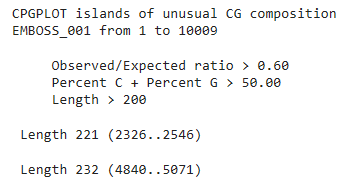 CPGPLOT islands of unusual CG composition
EMBOSS_001 from 1 to 10009
Observed/Expected ratio > 0.60
Percent C + Percent G > 50.00
Length > 200
Length 221 (2326..2546)
Length 232 (4840..5071)